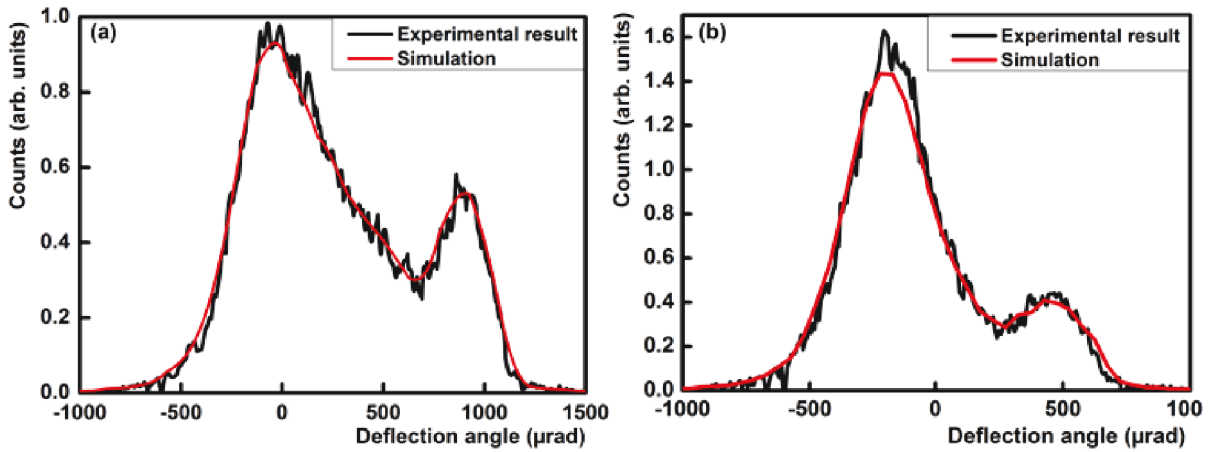 (a)
Experimental result
Simulation
Counts (arb. units)
1.0
0.8
0.6
0.4
0.2
0.0
-1000 -500 0 500 1000 1500
Deflection angle (μrad)
(b)
Experimental result
Simulation
Counts (arb. units)
1.6
1.4
1.2
1.0
0.8
0.6
0.4
0.2
0.0
-1000 -500 0 500 100
Deflection angle (μrad)